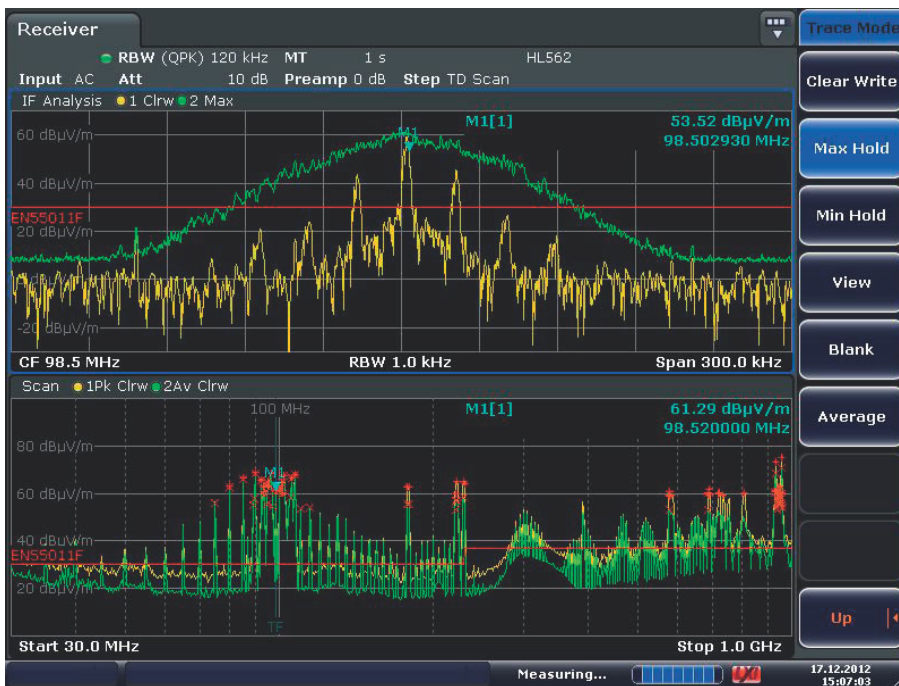 Receiver
RBW (QPK) 120 kHz MT 1 s HL562
Input AC Att 10 dB Preamp 0 dB Step TD Scan
IF Analysis 1 Clrw 2 Max
M1[1] 53.52 dBµV/m
98.502930 MHz
M1
60 dBµV/m
40 dBµV/m
EN55011F
20 dBµV/m
-20 dBµV/m
CF 98.5 MHz RBW 1.0 kHz Span 300.0 kHz
Scan 1Pk Clrw 2Av Clrw
100 MHz M1[1] 61.29 dBµV/m
98.520000 MHz
80 dBµV/m
M1
60 dBµV/m
40 dBµV/m
EN55011F
20 dBµV/m
TF
Start 30.0 MHz Stop 1.0 GHz
Measuring...
17.12.2012
15:07:03
Trace Mode
Clear Write
Max Hold
Min Hold
View
Blank
Average
Up